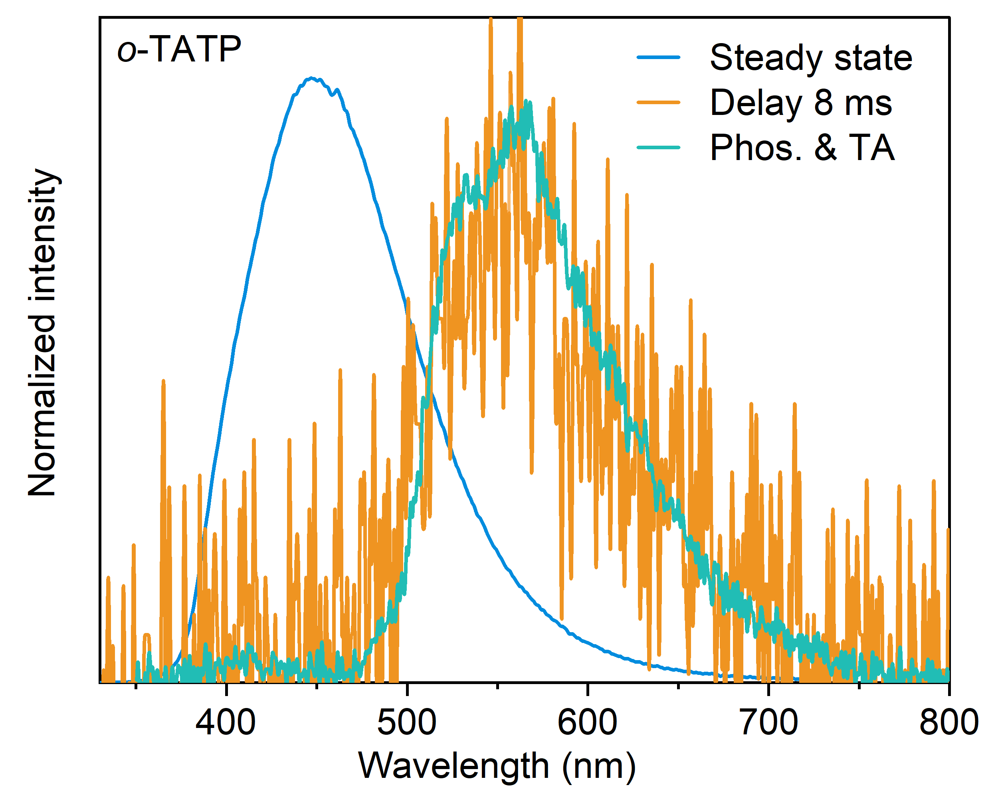 o-TATP
Steady state
Delay 8 ms
Phos. & TA
Normalized intensity
400
500
600
700
800
Wavelength (nm)